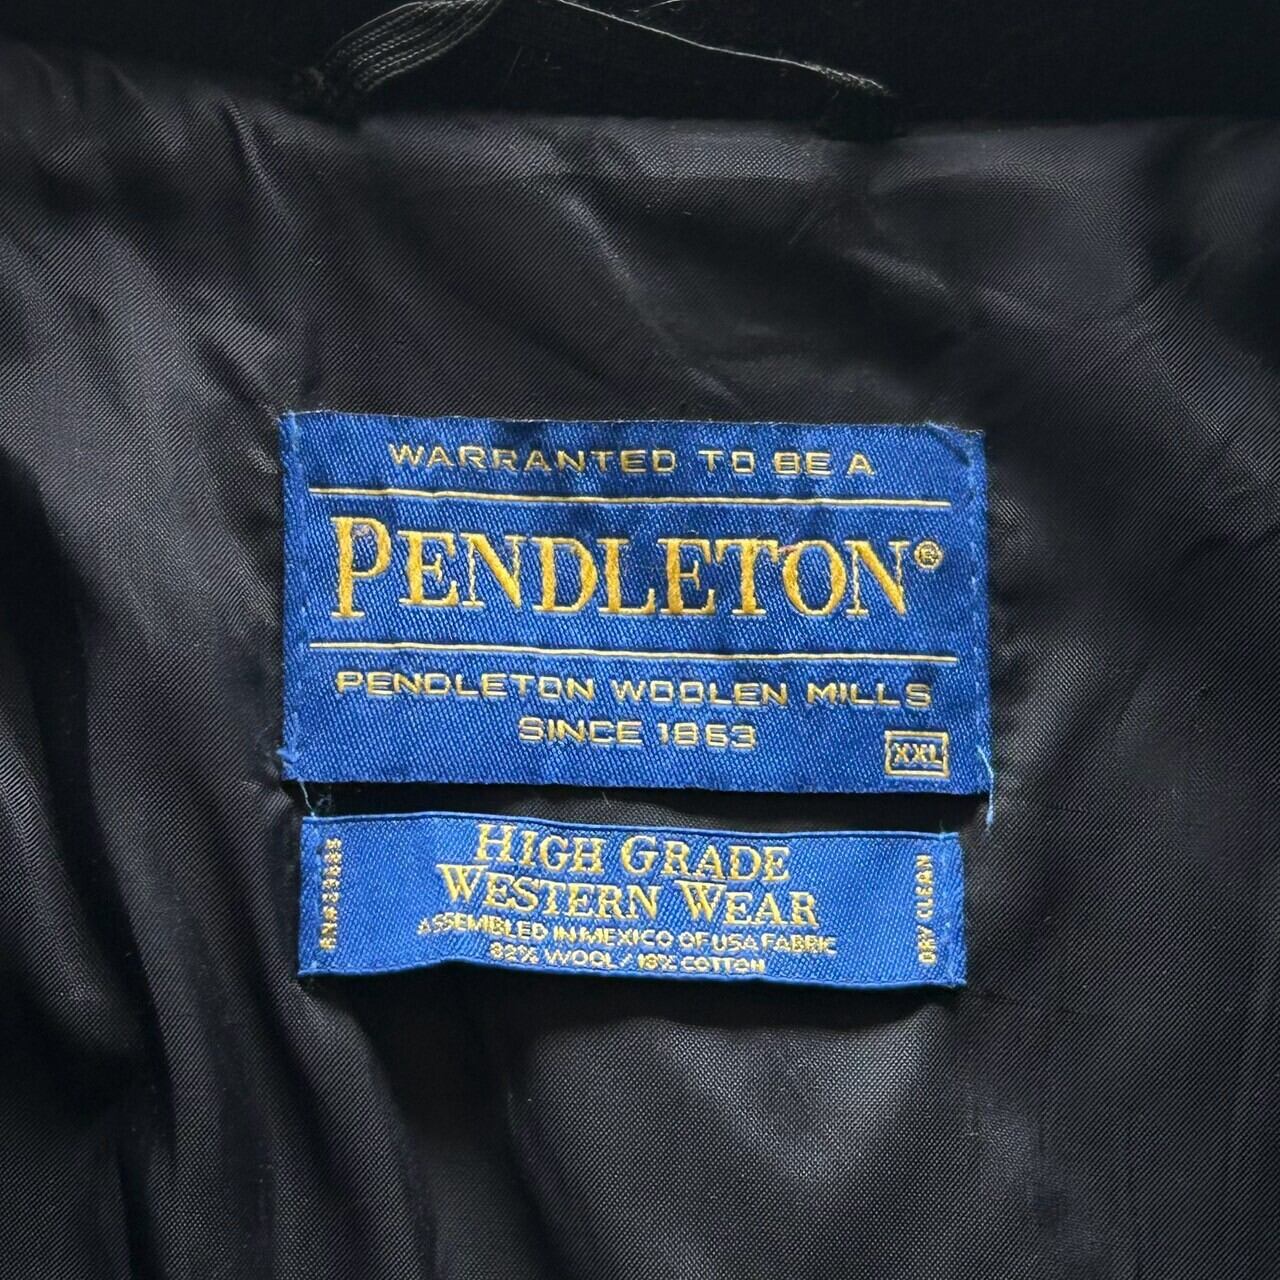 WARRANTED TO BE A
PENDLETON®
PENDLETON WOOLEN MILLS
SINCE 1863
XXL
HIGH GRADE
WESTERN WEAR
ASSEMBLED IN MEXICO OF USA FABRIC
82% WOOL / 18% COTTON
DRY CLEAN